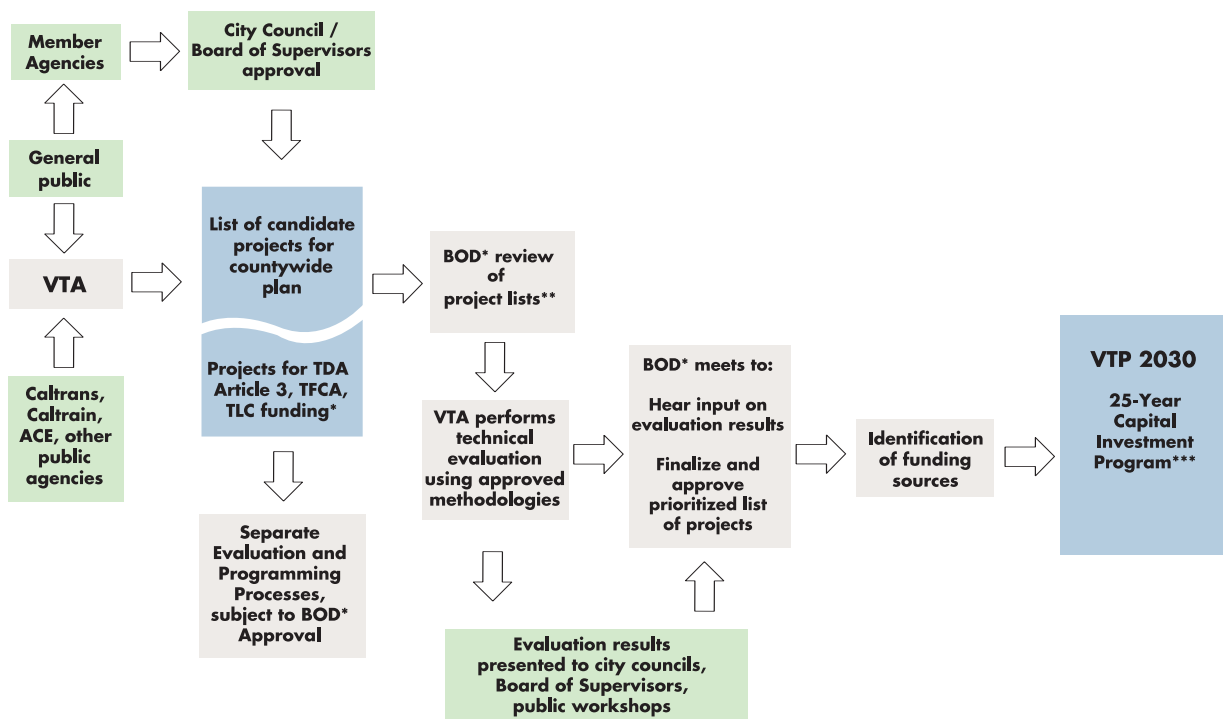 Member
Agencies
City Council /
Board of Supervisors
approval
General
public
VTA
Caltrans,
Caltrain,
ACE, other
public
agencies
List of candidate
projects for
countywide
plan
Projects for TDA
Article 3, TFCA,
TLC funding*
Separate
Evaluation and
Programming
Processes,
subject to BOD*
Approval
BOD* review
of
project lists**
VTA performs
technical
evaluation
using approved
methodologies
Evaluation results
presented to city councils,
Board of Supervisors,
public workshops
BOD* meets to:
Hear input on
evaluation results
Finalize and
approve
prioritized list
of projects
Identification
of funding
sources
VTP 2030
25-Year
Capital
Investment
Program***